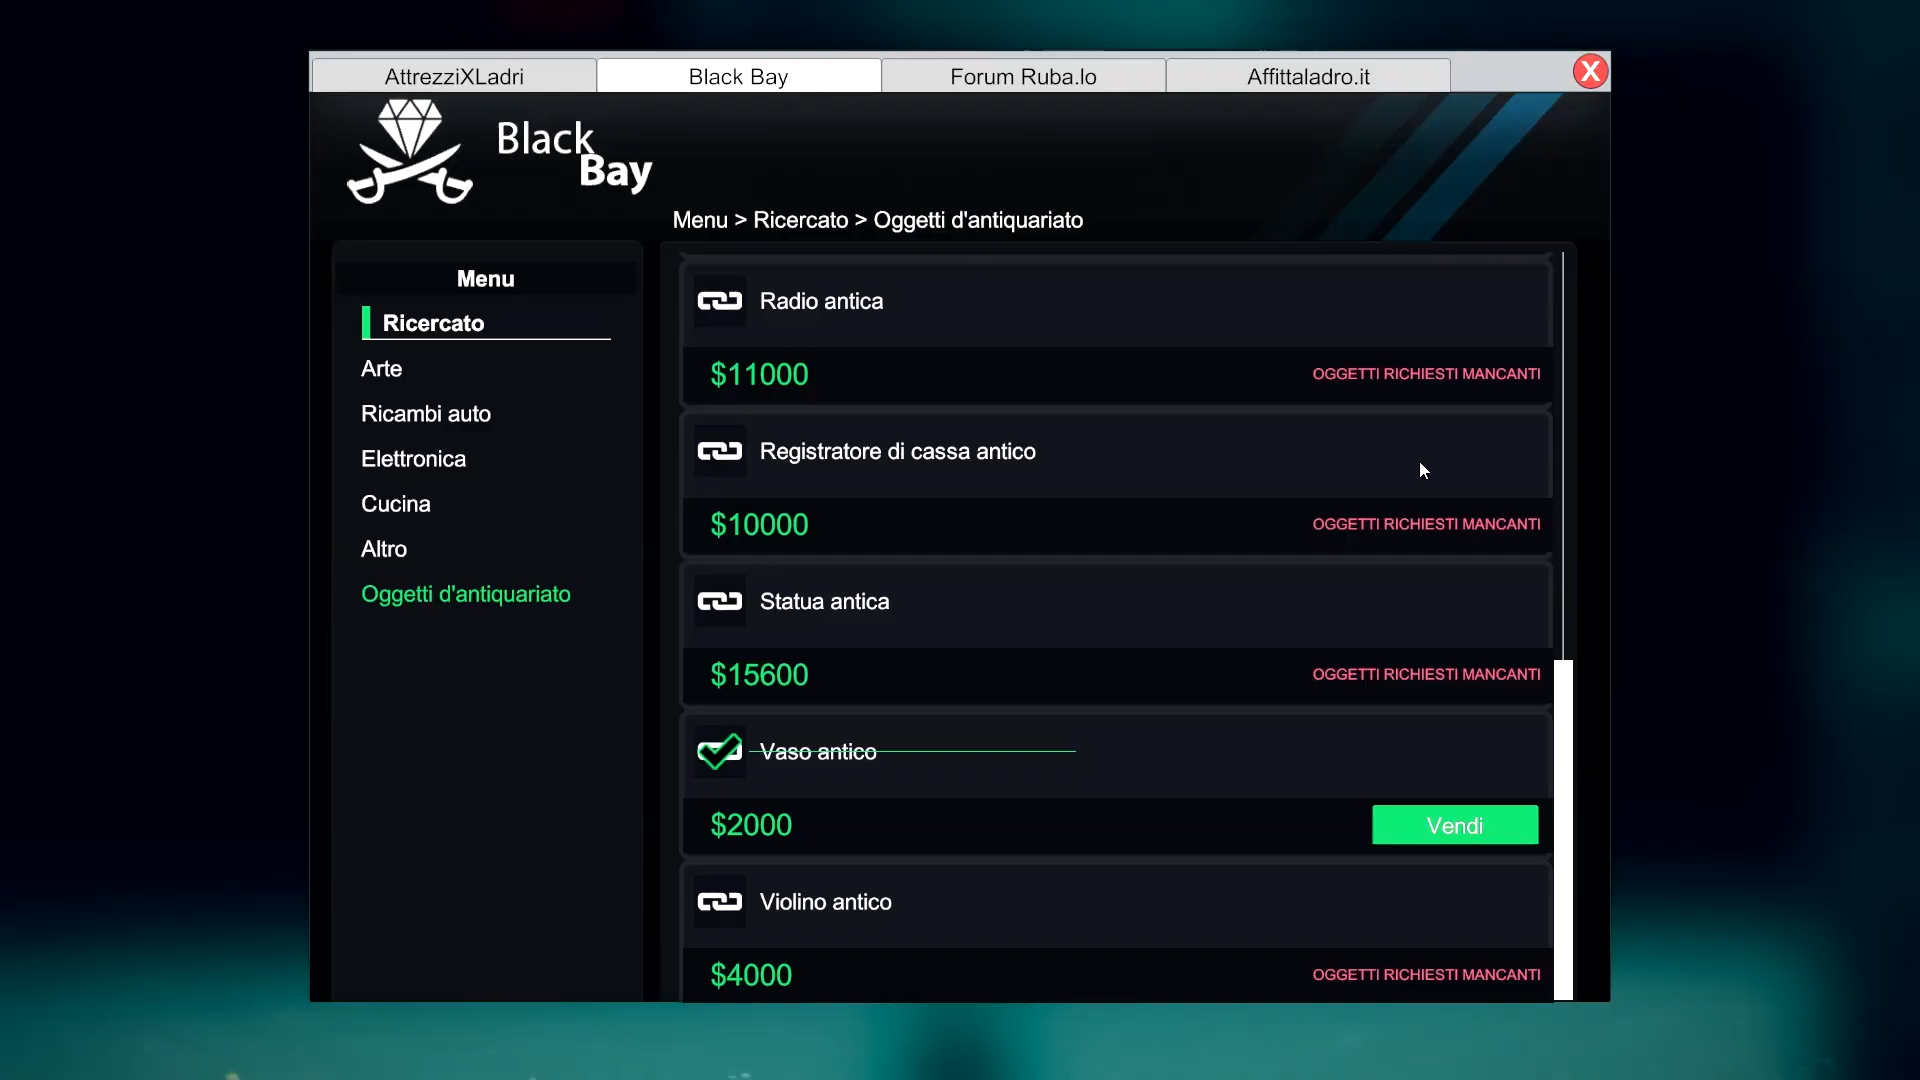 AttrezziXLadri
Black Bay
Forum Ruba.lo
Affittaladro.it
X
Black
Bay
Menu > Ricercato > Oggetti d'antiquariato
Menu
Ricercato
Arte
Ricambi auto
Elettronica
Cucina
Altro
Oggetti d'antiquariato
Radio antica
$11000
OGGETTI RICHIESTI MANCANTI
Registratore di cassa antico
$10000
OGGETTI RICHIESTI MANCANTI
Statua antica
$15600
OGGETTI RICHIESTI MANCANTI
Vaso antico
$2000
Vendi
Violino antico
$4000
OGGETTI RICHIESTI MANCANTI